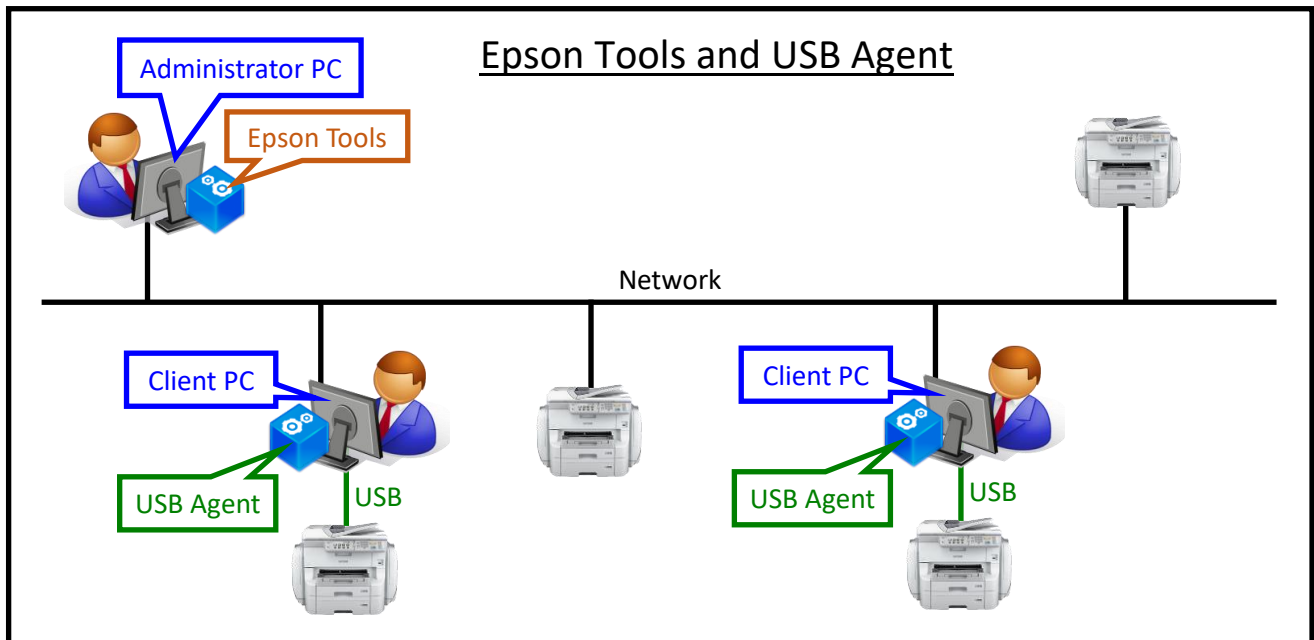 Epson Tools and USB Agent
Administrator PC
Epson Tools
Network
Client PC
USB Agent
USB
Client PC
USB Agent
USB